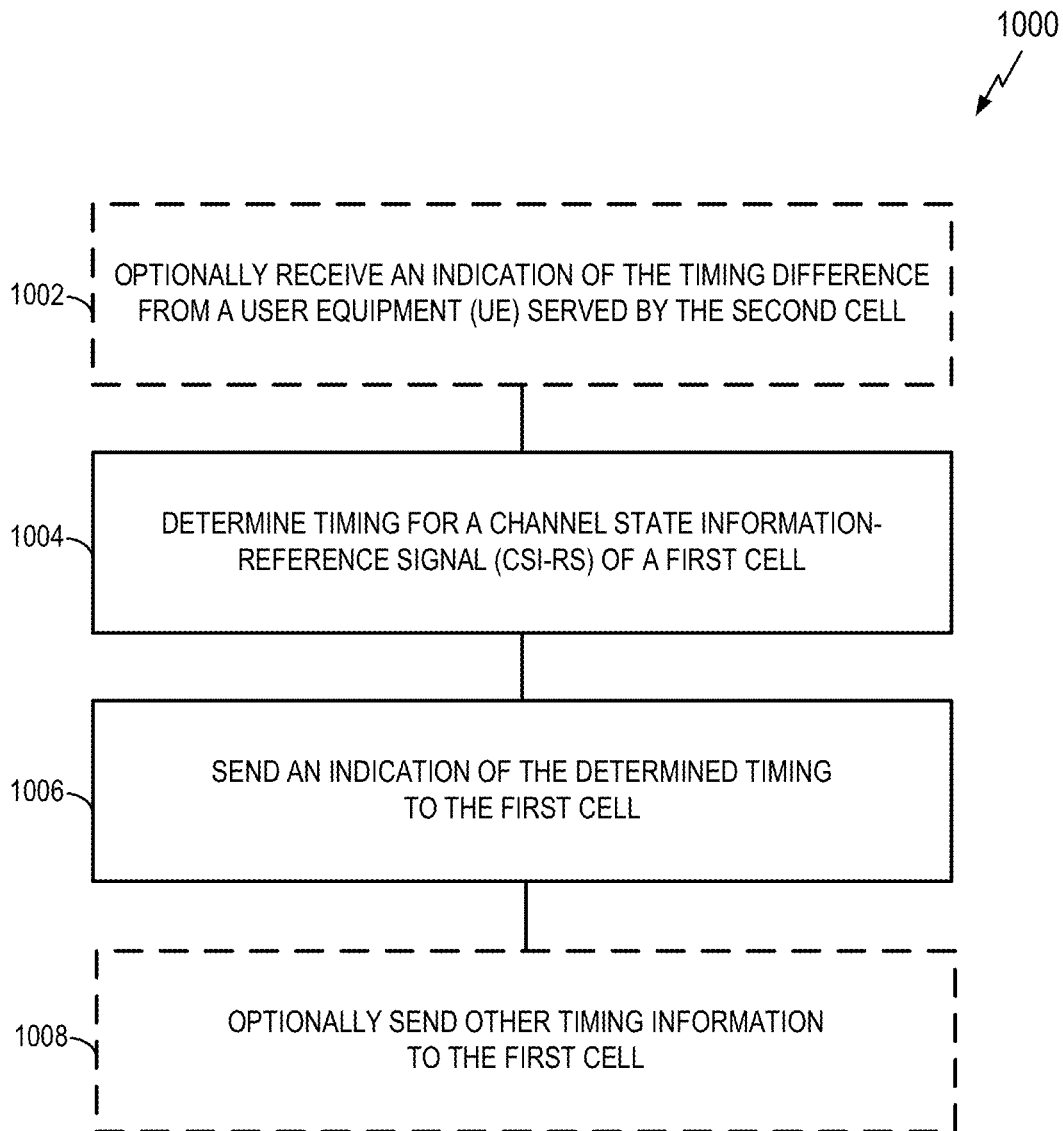 1000
1002
OPTIONALLY RECEIVE AN INDICATION OF THE TIMING DIFFERENCE
FROM A USER EQUIPMENT (UE) SERVED BY THE SECOND CELL
1004
DETERMINE TIMING FOR A CHANNEL STATE INFORMATION-
REFERENCE SIGNAL (CSI-RS) OF A FIRST CELL
1006
SEND AN INDICATION OF THE DETERMINED TIMING
TO THE FIRST CELL
1008
OPTIONALLY SEND OTHER TIMING INFORMATION
TO THE FIRST CELL